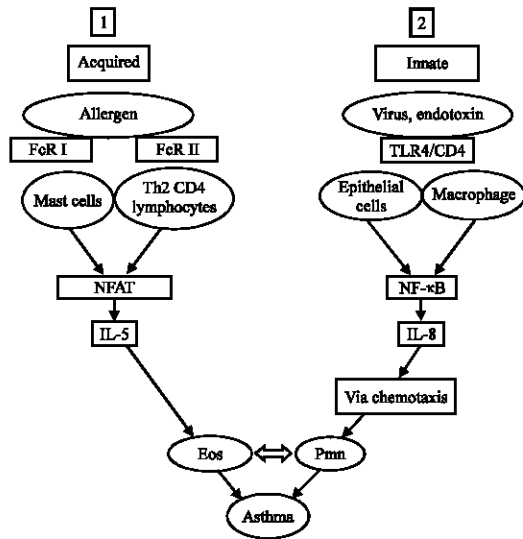 1
2
Acquired
Innate
Allergen
Virus, endotoxin
FcR I
FcR II
TLR4/CD4
Mast cells
Th2 CD4
lymphocytes
Epithelial
cells
Macrophage
NFAT
NF-κB
IL-5
IL-8
Via chemotaxis
Eos
Pmn
Asthma